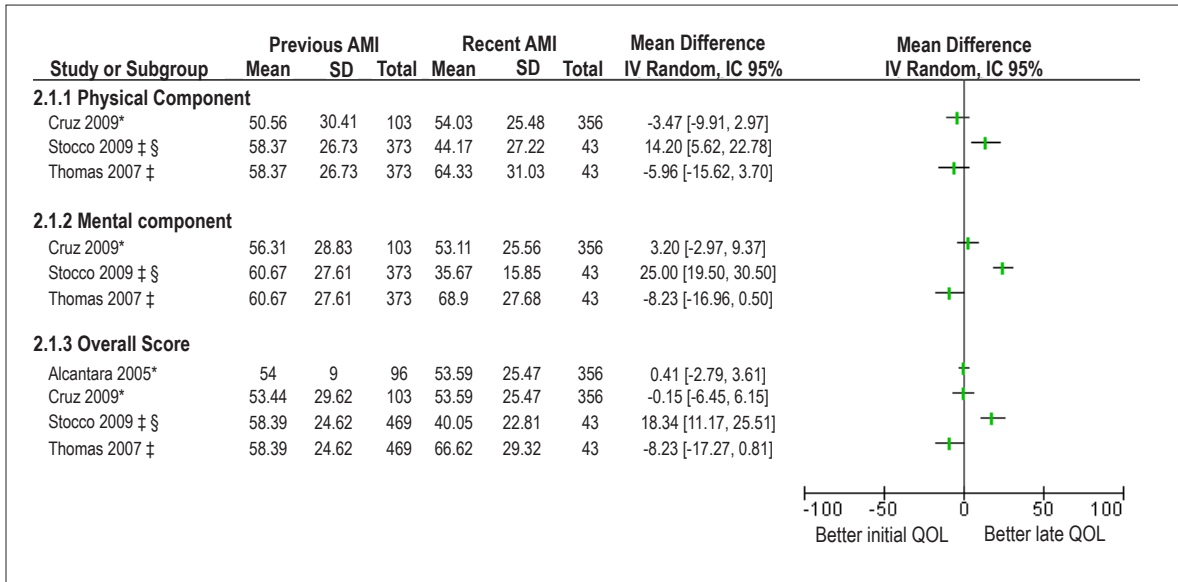 Previous AMI Recent AMI Mean Difference Mean Difference
Study or Subgroup Mean SD Total Mean SD Total IV Random, IC 95% IV Random, IC 95%
2.1.1 Physical Component
Cruz 2009* 50.56 30.41 103 54.03 25.48 356 -3.47 [-9.91, 2.97]
Stocco 2009 ‡ § 58.37 26.73 373 44.17 27.22 43 14.20 [5.62, 22.78]
Thomas 2007 ‡ 58.37 26.73 373 64.33 31.03 43 -5.96 [-15.62, 3.70]
2.1.2 Mental component
Cruz 2009* 56.31 28.83 103 53.11 25.56 356 3.20 [-2.97, 9.37]
Stocco 2009 ‡ § 60.67 27.61 373 35.67 15.85 43 25.00 [19.50, 30.50]
Thomas 2007 ‡ 60.67 27.61 373 68.9 27.68 43 -8.23 [-16.96, 0.50]
2.1.3 Overall Score
Alcantara 2005* 54 9 96 53.59 25.47 356 0.41 [-2.79, 3.61]
Cruz 2009* 53.44 29.62 103 53.59 25.47 356 -0.15 [-6.45, 6.15]
Stocco 2009 ‡ § 58.39 24.62 469 40.05 22.81 43 18.34 [11.17, 25.51]
Thomas 2007 ‡ 58.39 24.62 469 66.62 29.32 43 -8.23 [-17.27, 0.81]
-100 -50 0 50 100
Better initial QOL Better late QOL